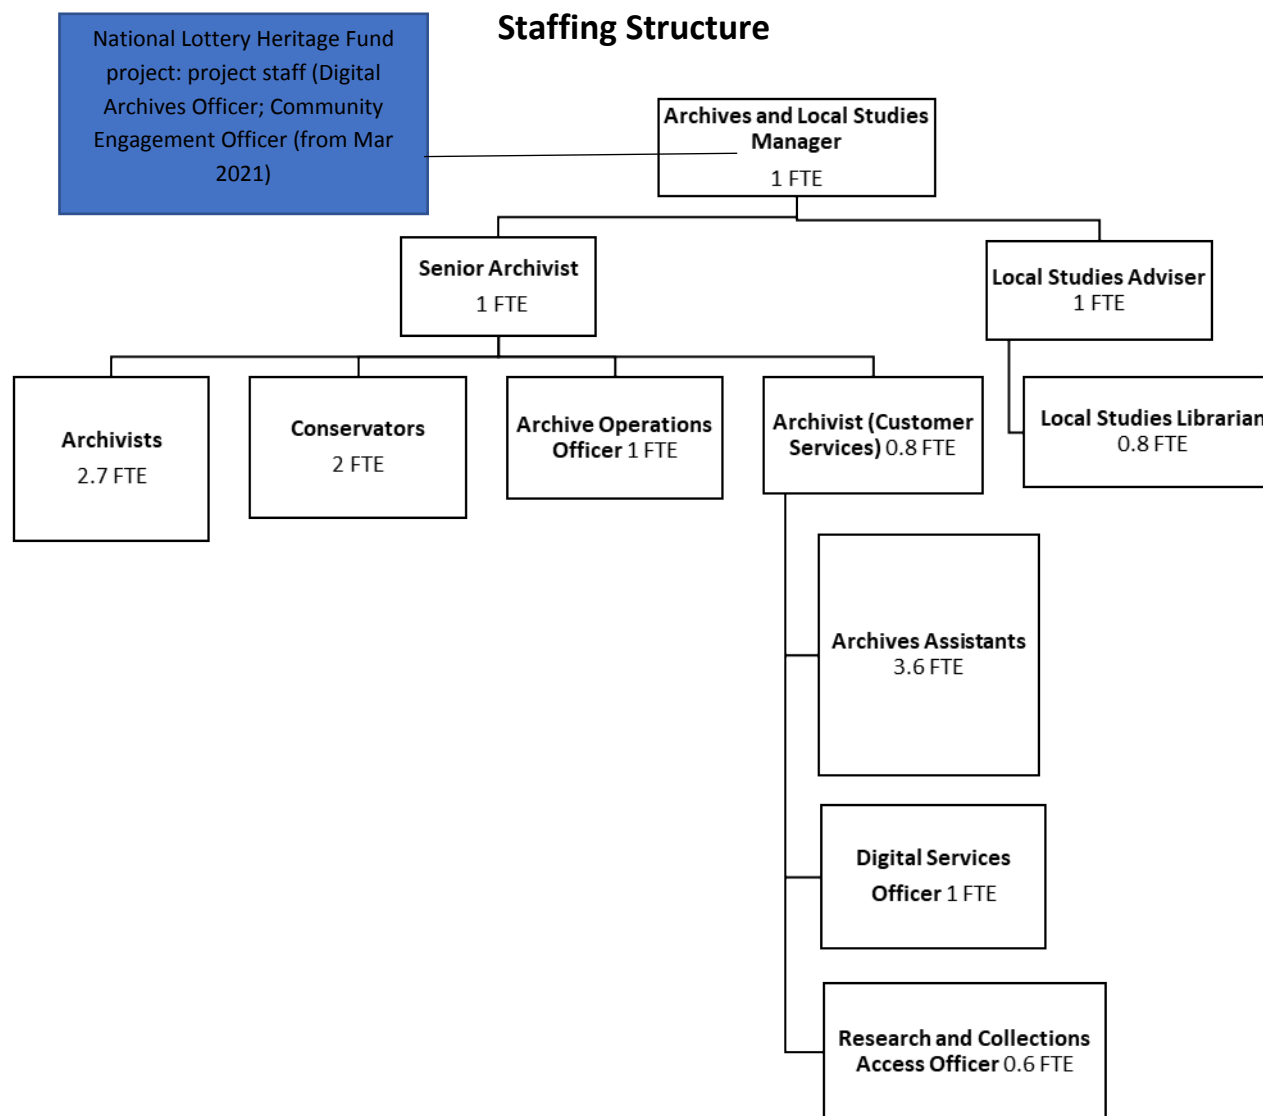 Staffing Structure
National Lottery Heritage Fund
project: project staff (Digital
Archives Officer; Community
Engagement Officer (from Mar
2021)
Archives and Local Studies
Manager
1 FTE
Senior Archivist
1 FTE
Local Studies Adviser
1 FTE
Archivists
2.7 FTE
Conservators
2 FTE
Archive Operations
Officer 1 FTE
Archivist (Customer
Services) 0.8 FTE
Local Studies Librarian
0.8 FTE
Archives Assistants
3.6 FTE
Digital Services
Officer 1 FTE
Research and Collections
Access Officer 0.6 FTE